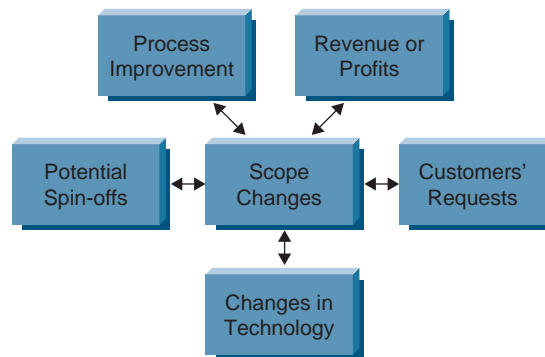 Process
Improvement
Revenue or
Profits
Potential
Spin-offs
Scope
Changes
Customers'
Requests
Changes in
Technology